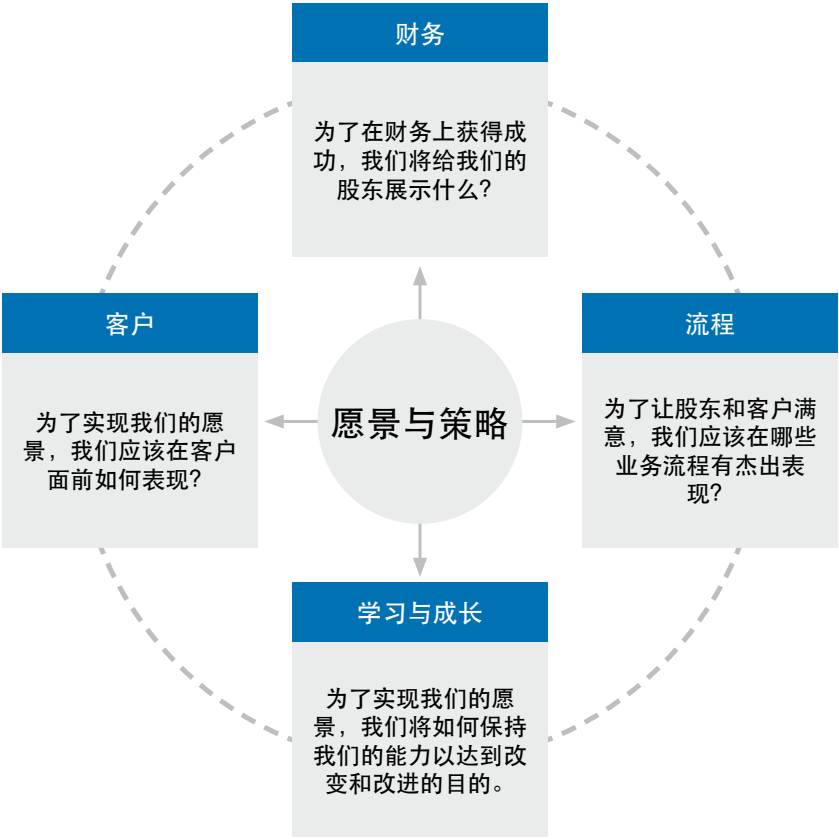 财务
为了在财务上获得成
功，我们将给我们的
股东展示什么？
客户
为了实现我们的愿
景，我们应该在客户
面前如何表现？
愿景与策略
流程
为了让股东和客户满
意，我们应该在哪些
业务流程有杰出表
现？
学习与成长
为了实现我们的愿
景，我们将如何保持
我们的能力以达到改
变和改进的目的。